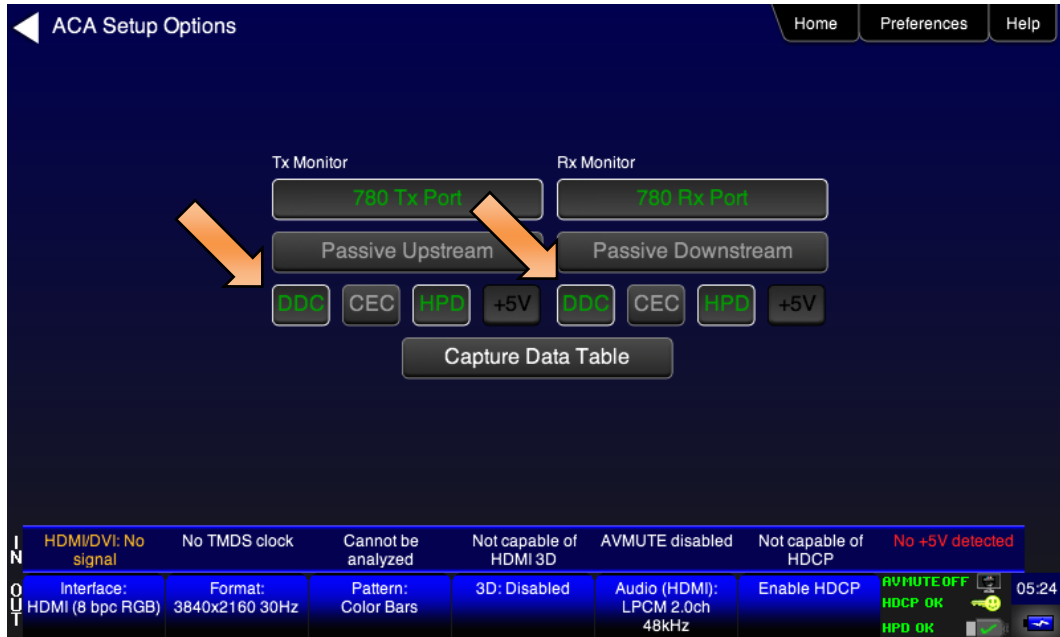 ACA Setup Options
Home
Preferences
Help
Tx Monitor
Rx Monitor
780 Tx Port
780 Rx Port
Passive Upstream
Passive Downstream
DDC
CEC
HPD
+5V
DDC
CEC
HPD
+5V
Capture Data Table
IN
HDMI/DVI: No
signal
No TMDS clock
Cannot be
analyzed
Not capable of
HDMI 3D
AVMUTE disabled
Not capable of
HDCP
No +5V detected
OUT
Interface:
HDMI (8 bpc RGB)
Format:
3840x2160 30Hz
Pattern:
Color Bars
3D: Disabled
Audio (HDMI):
LPCM 2.0ch
48kHz
Enable HDCP
AVMUTE OFF
HDCP OK
HPD OK
05:24